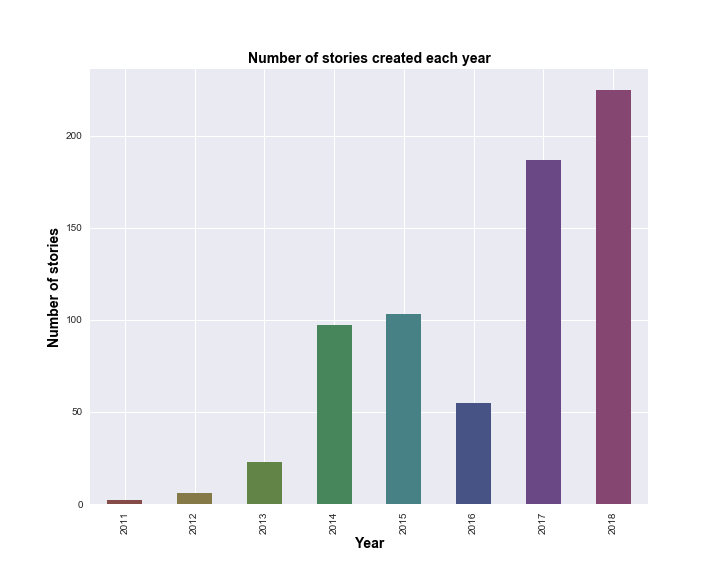 Number of stories created each year
Number of stories
200
150
100
50
0
2011 2012 2013 2014 2015 2016 2017 2018
Year